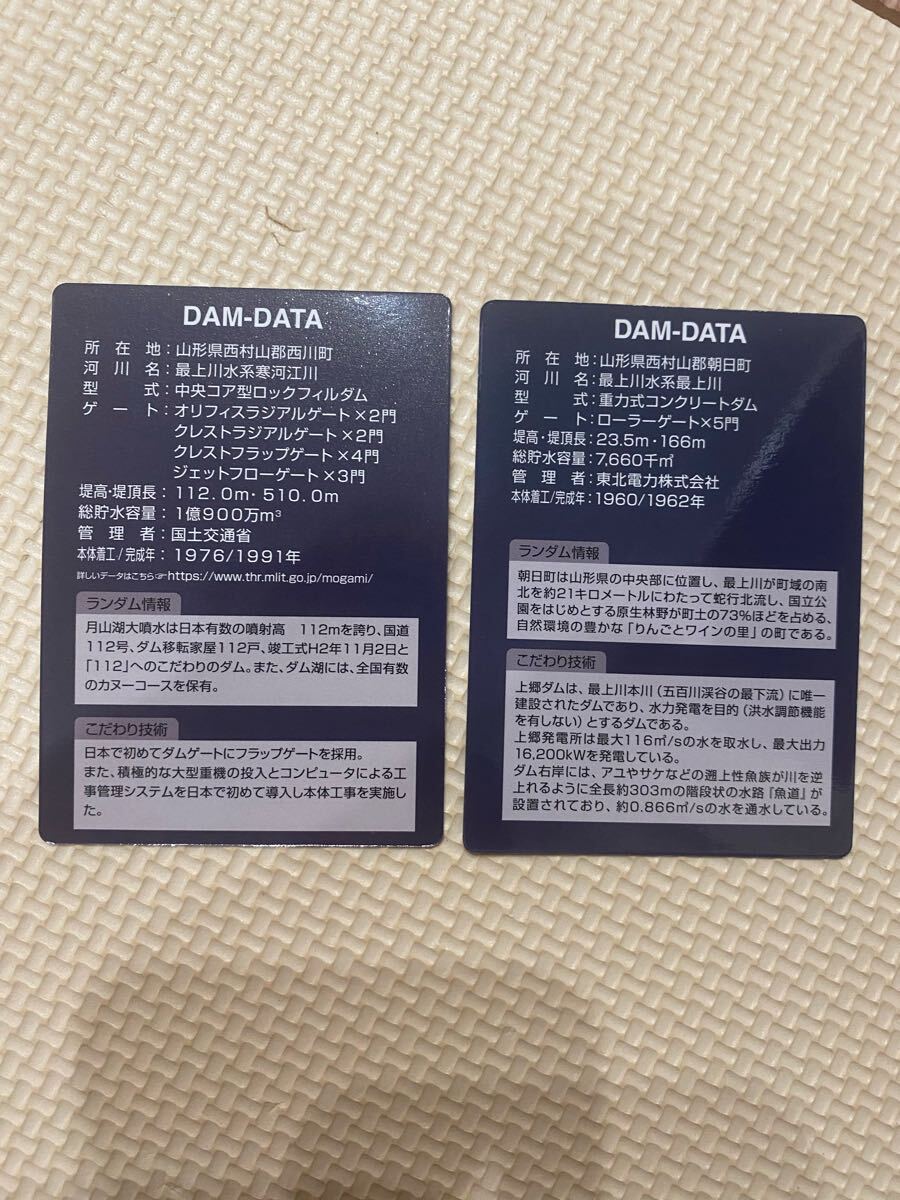 DAM-DATA
所在地:山形県西村山郡西川町
河川名:最上川水系寒河江川
型式:中央コア型ロックフィルダム
ゲート:オリフィスラジアルゲート×2門
クレストラジアルゲート×2門
クレストフラップゲート×4門
ジェットフローゲート×3門
堤高・堤頂長:112.0m・510.0m
総貯水容量:1億900万m³
管理者:国土交通省
本体着工/完成年:1976/1991年
詳しいデータはこちら☞https://www.thr.mlit.go.jp/mogami/
ランダム情報
月山湖大噴水は日本有数の噴射高 112mを誇り、国道
112号、ダム移転家屋112戸、竣工式H2年11月2日と
「112」へのこだわりのダム。また、ダム湖には、全国有数
のカヌーコースを保有。
こだわり技術
日本で初めてダムゲートにフラップゲートを採用。
また、積極的な大型重機の投入とコンピュータによる工
事管理システムを日本で初めて導入し本体工事を実施し
た。
DAM-DATA
所在地:山形県西村山郡朝日町
河川名:最上川水系最上川
型式:重力式コンクリートダム
ゲート:ローラーゲート×5門
堤高・堤頂長:23.5m・166m
総貯水容量:7,660千㎥
管理者:東北電力株式会社
本体着工/完成年:1960/1962年
ランダム情報
朝日町は山形県の中央部に位置し、最上川が町域の南
北を約21キロメートルにわたって蛇行北流し、国立公
園をはじめとする原生林野が町土の73%ほどを占める、
自然環境の豊かな「りんごとワインの里」の町である。
こだわり技術
上郷ダムは、最上川本川(五百川渓谷の最下流)に唯一
建設されたダムであり、水力発電を目的(洪水調節機能
を有しない)とするダムである。
上郷発電所は最大116㎥/sの水を取水し、最大出力
16,200kWを発電している。
ダム右岸には、アユやサケなどの遡上性魚族が川を逆
上れるように全長約303mの階段状の水路『魚道』が
設置されており、約0.866㎥/sの水を通水している。